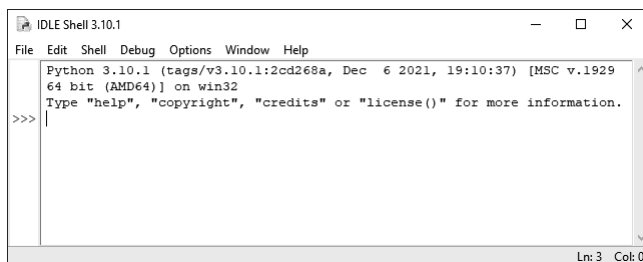 IDLE Shell 3.10.1
File Edit Shell Debug Options Window Help
Python 3.10.1 (tags/v3.10.1:2cd268a, Dec  6 2021, 19:10:37) [MSC v.1929
64 bit (AMD64)] on win32
Type "help", "copyright", "credits" or "license()" for more information.
>>>
Ln: 3 Col: 0